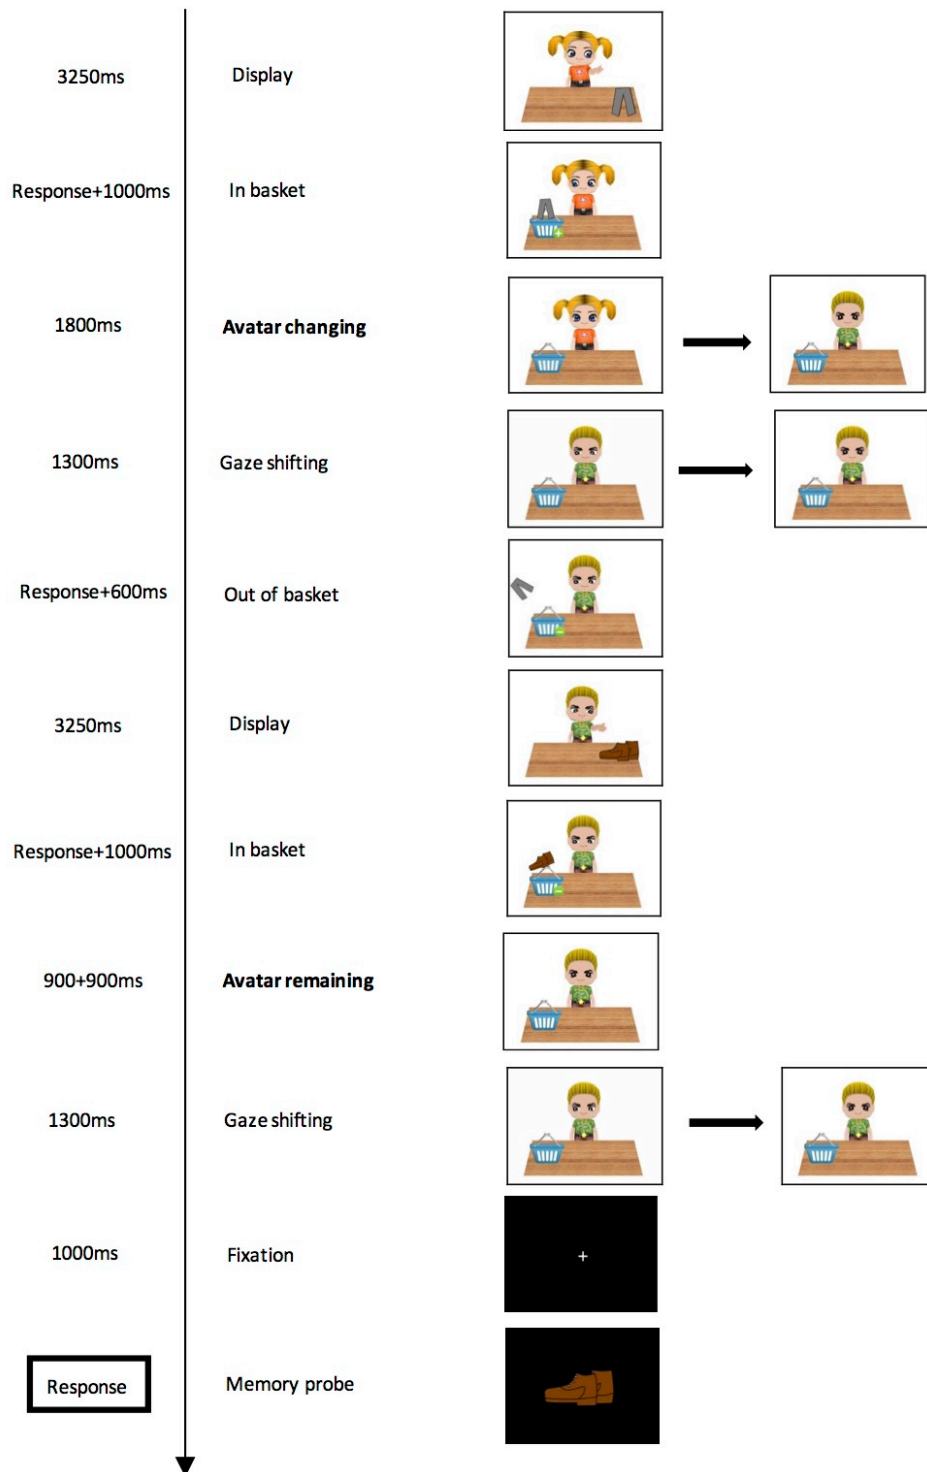 3250ms Display
Response+1000ms In basket
1800ms Avatar changing
1300ms Gaze shifting
Response+600ms Out of basket
3250ms Display
Response+1000ms In basket
900+900ms Avatar remaining
1300ms Gaze shifting
1000ms Fixation
Response Memory probe